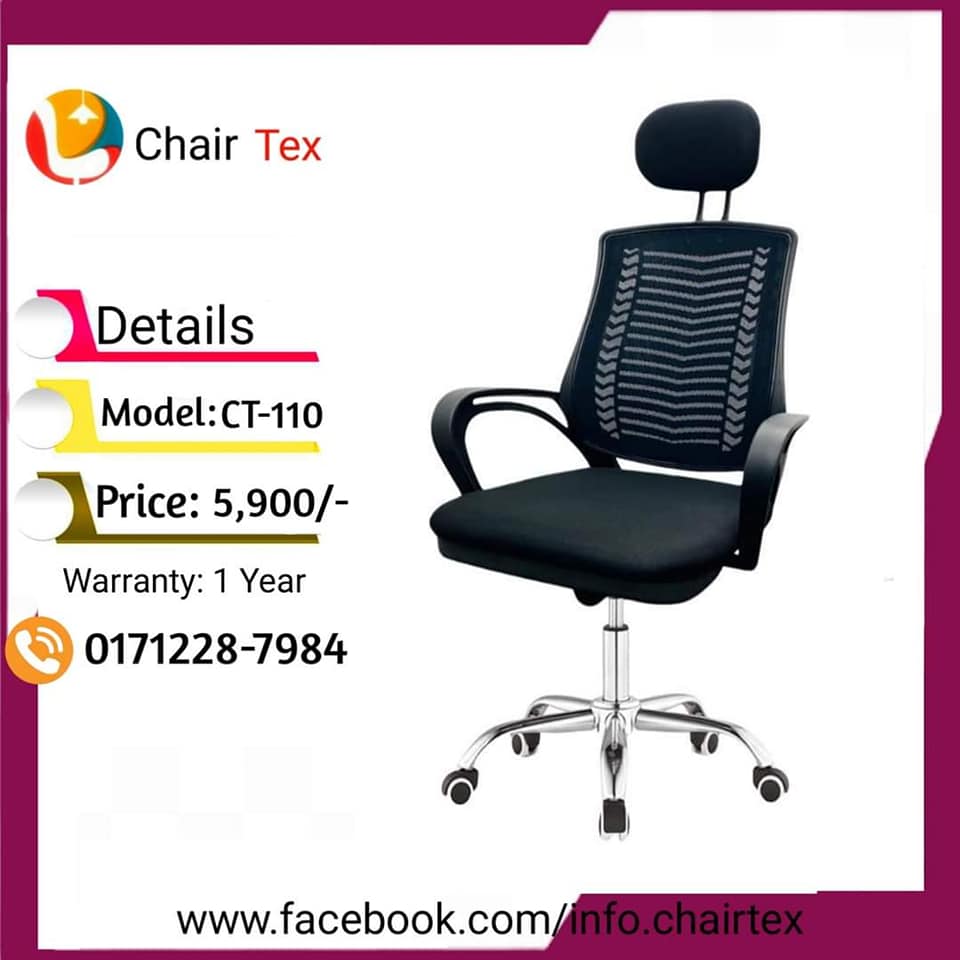 Chair Tex
Details
Model: CT-110
Price: 5,900/-
Warranty: 1 Year
0171228-7984
www.facebook.com/info.chairtex